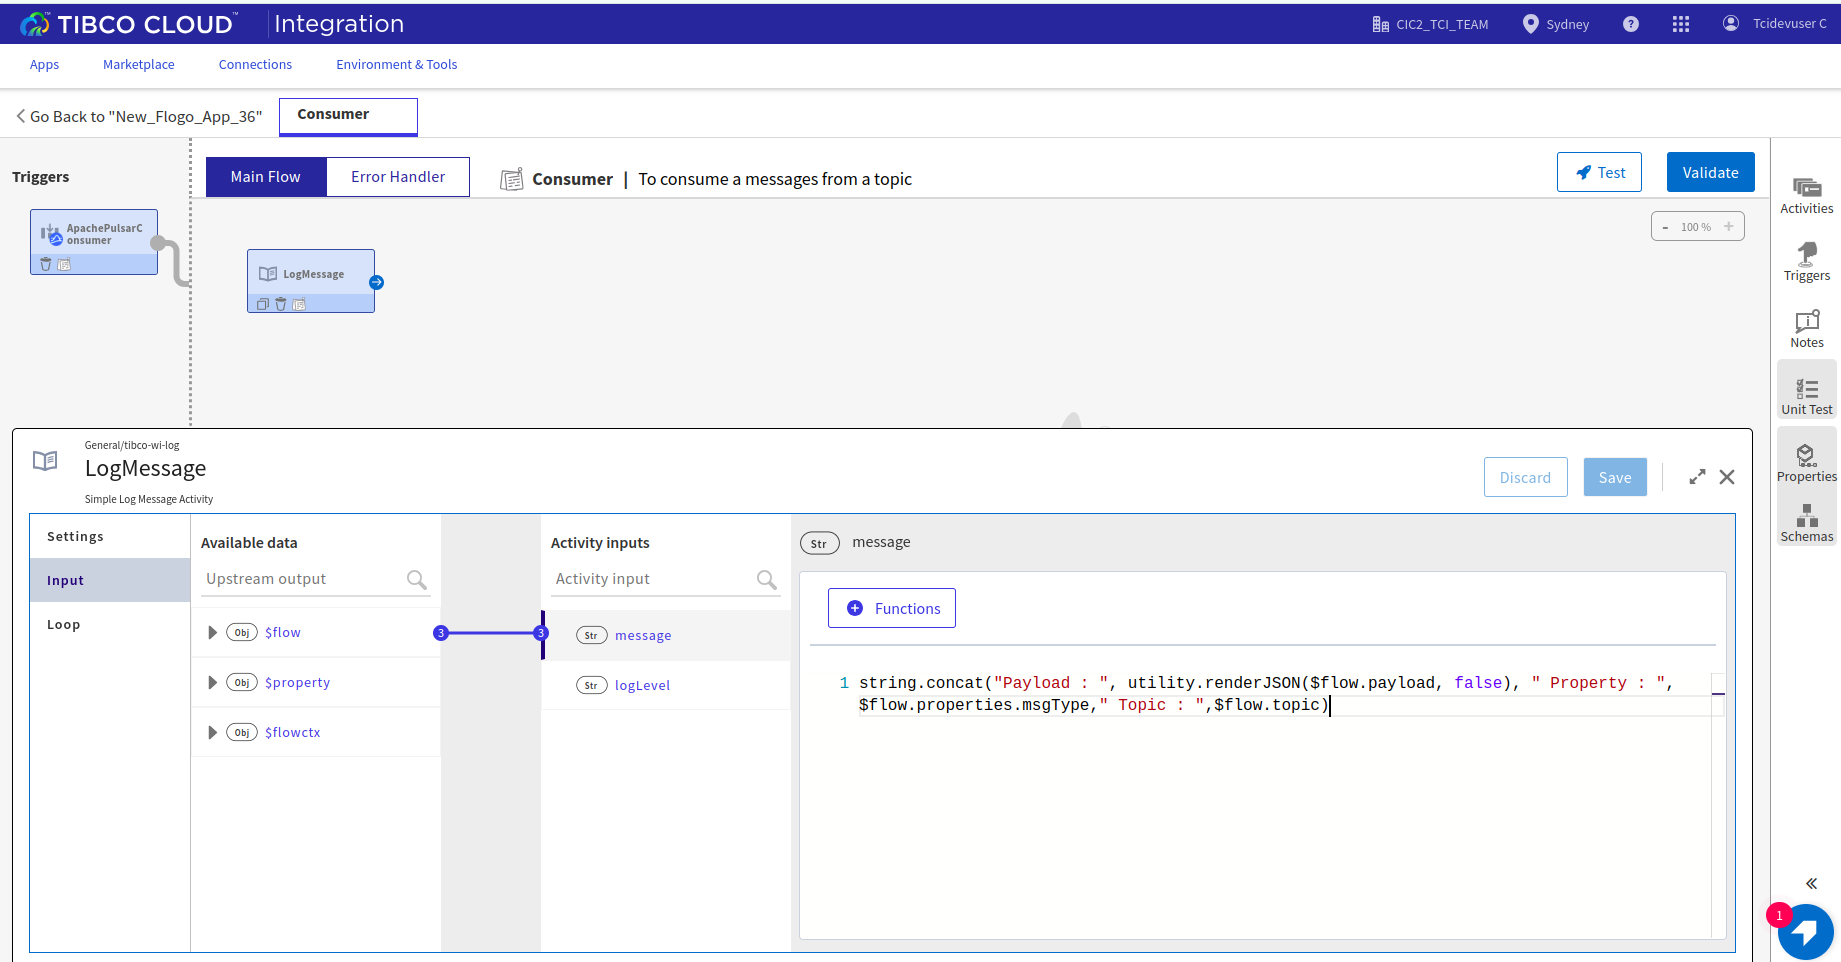 TIBCO CLOUD™ Integration
CIC2_TCI_TEAM
Sydney
?
Tcidevuser C
Apps
Marketplace
Connections
Environment & Tools
Go Back to "New_Flogo_App_36"
Consumer
Triggers
ApachePulsarC
onsumer
Main Flow
Error Handler
Consumer | To consume a messages from a topic
Test
Validate
- 100 % +
LogMessage
Activities
Triggers
Notes
Unit Test
Properties
Schemas
General/tibco-wi-log
LogMessage
Simple Log Message Activity
Discard
Save
Settings
Input
Loop
Available data
Upstream output
Obj $flow
Obj $property
Obj $flowctx
3
3
Activity inputs
Activity input
Str message
Str logLevel
Str message
Functions
1 string.concat("Payload : ", utility.renderJSON($flow.payload, false), " Property : ",
$flow.properties.msgType," Topic : ",$flow.topic)
1